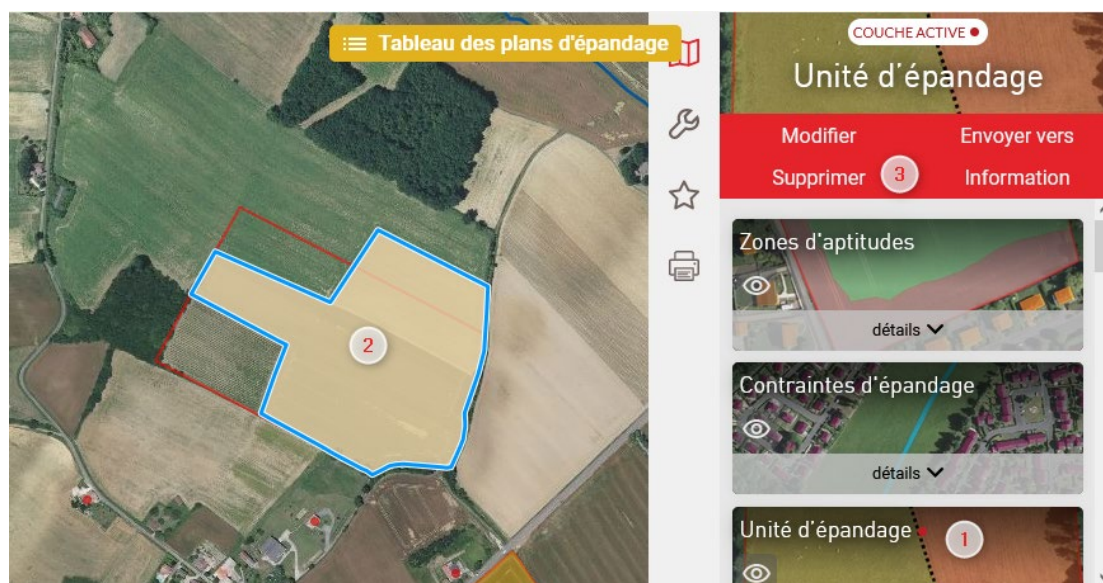 Tableau des plans d'épandage
COUCHE ACTIVE
Unité d'épandage
Modifier
Envoyer vers
Supprimer
3
Information
Zones d'aptitudes
détails
2
Contraintes d'épandage
détails
Unité d'épandage
1